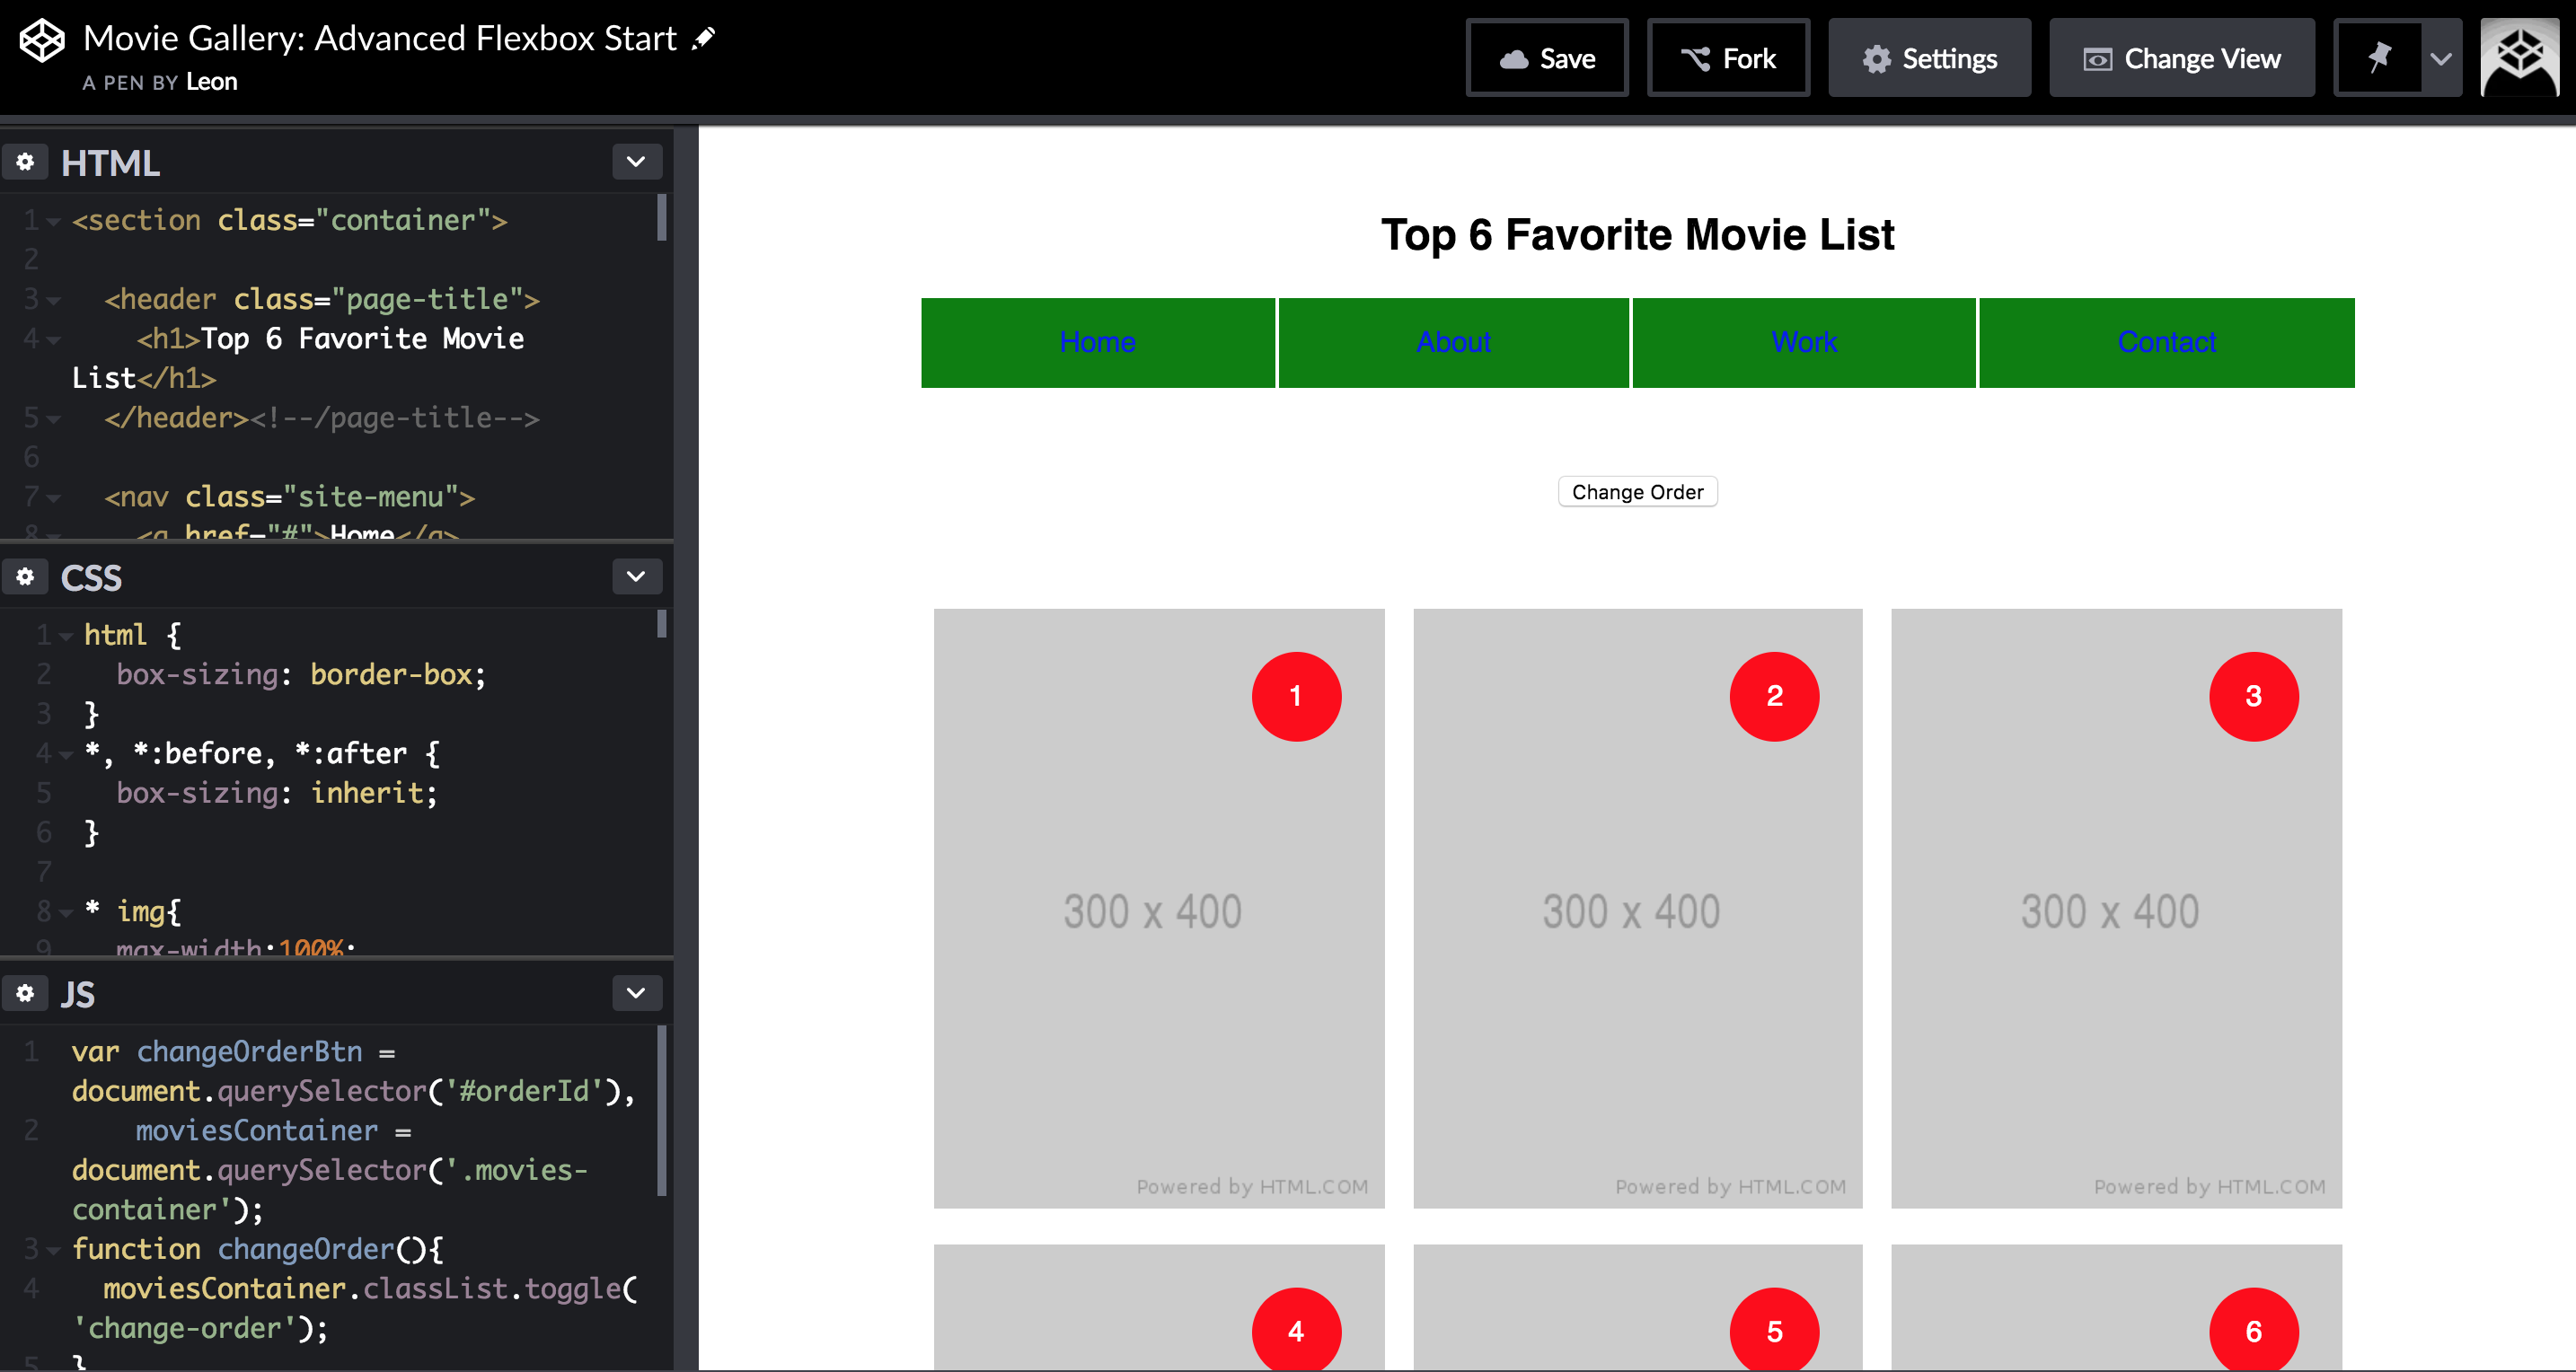 Movie Gallery: Advanced Flexbox Start
A PEN BY Leon
Save
Fork
Settings
Change View
HTML
1 <section class="container">
2
3 <header class="page-title">
4 <h1>Top 6 Favorite Movie
List</h1>
5 </header><!--/page-title-->
6
7 <nav class="site-menu">
8 <a href="#">Home</a>
CSS
1 html {
2 box-sizing: border-box;
3 }
4 *, *:before, *:after {
5 box-sizing: inherit;
6 }
7
8 * img{
9 max-width:100%;
JS
1 var changeOrderBtn =
document.querySelector('#orderId'),
2 moviesContainer =
document.querySelector('.movies-
container');
3 function changeOrder(){
4 moviesContainer.classList.toggle(
'change-order');
5 }
Top 6 Favorite Movie List
Home About Work Contact
Change Order
1 2 3
300 x 400 300 x 400 300 x 400
Powered by HTML.COM Powered by HTML.COM Powered by HTML.COM
4 5 6